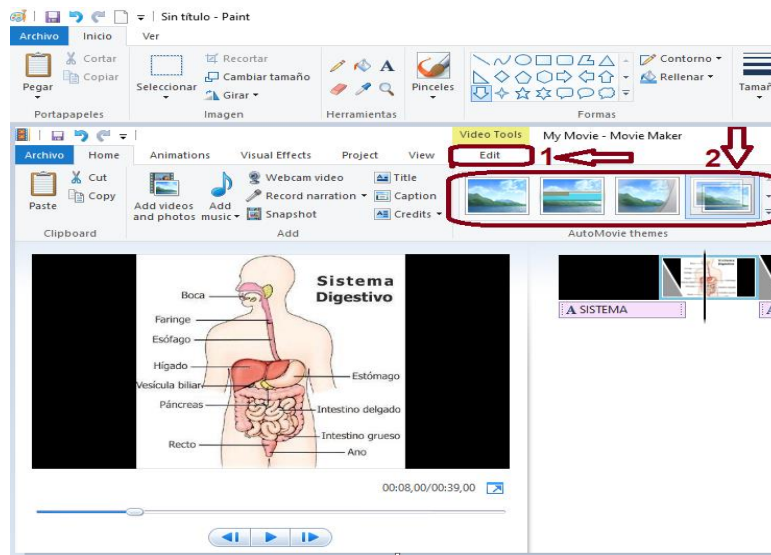 Sin título - Paint
Archivo Inicio Ver
Pegar
Cortar
Copiar
Portapapeles
Seleccionar
Recortar
Cambiar tamaño
Girar
Imagen
Herramientas
Pinceles
Formas
Contorno
Rellenar
Tamañ
Video Tools My Movie - Movie Maker
Archivo Home Animations Visual Effects Project View Edit 1 2
Paste
Cut
Copy
Clipboard
Add videos and photos
Add music
Webcam video
Record narration
Snapshot
Title
Caption
Credits
Add
AutoMovie themes
Sistema
Digestivo
Boca
Faringe
Esófago
Hígado
Vesícula biliar
Páncreas
Recto
Estómago
Intestino delgado
Intestino grueso
Ano
A SISTEMA
A
00:08,00/00:39,00